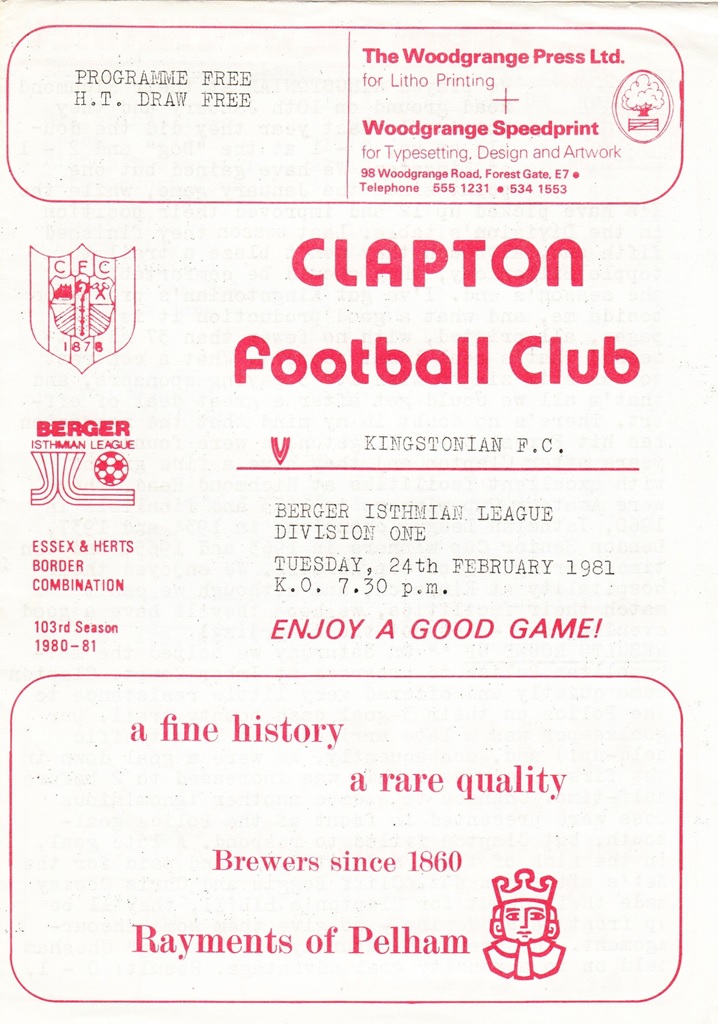 PROGRAMME FREE
H.T. DRAW FREE
The Woodgrange Press Ltd.
for Litho Printing
+
Woodgrange Speedprint
for Typesetting, Design and Artwork
98 Woodgrange Road, Forest Gate, E7 •
Telephone 555 1231 • 534 1553
C F C
1878
CLAPTON
Football Club
BERGER
ISTHMIAN LEAGUE
V KINGSTONIAN F.C.
BERGER ISTHMIAN LEAGUE
DIVISION ONE
TUESDAY, 24th FEBRUARY 1981
K.O. 7.30 p.m.
ESSEX & HERTS
BORDER
COMBINATION
103rd Season
1980-81
ENJOY A GOOD GAME!
a fine history
a rare quality
Brewers since 1860
Rayments of Pelham